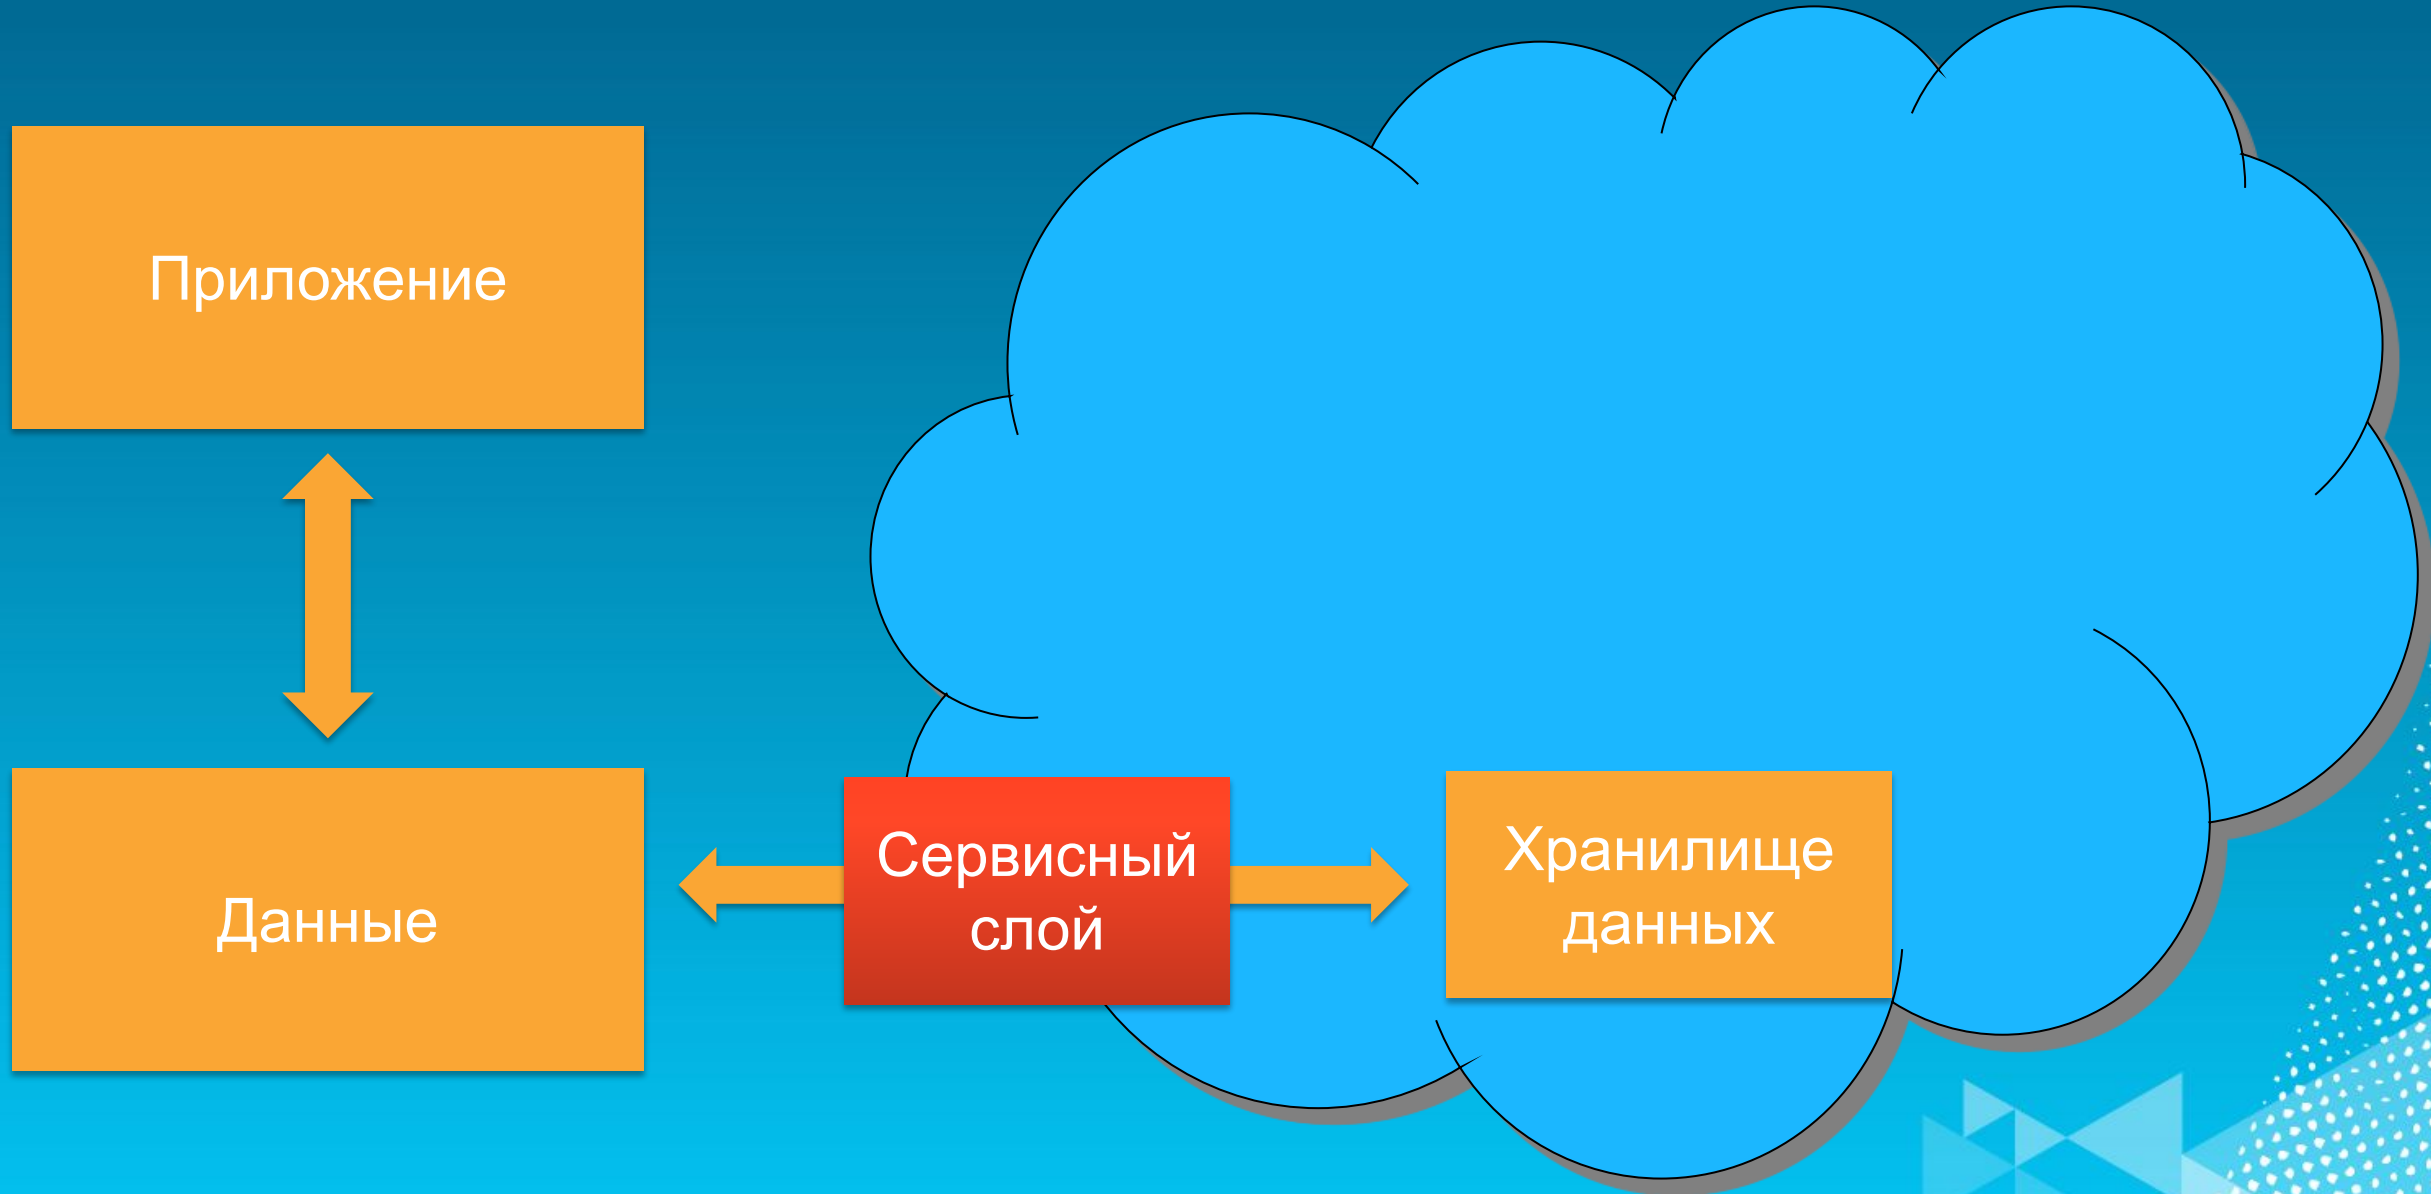 Приложение
Данные
Сервисный
слой
Хранилище
данных